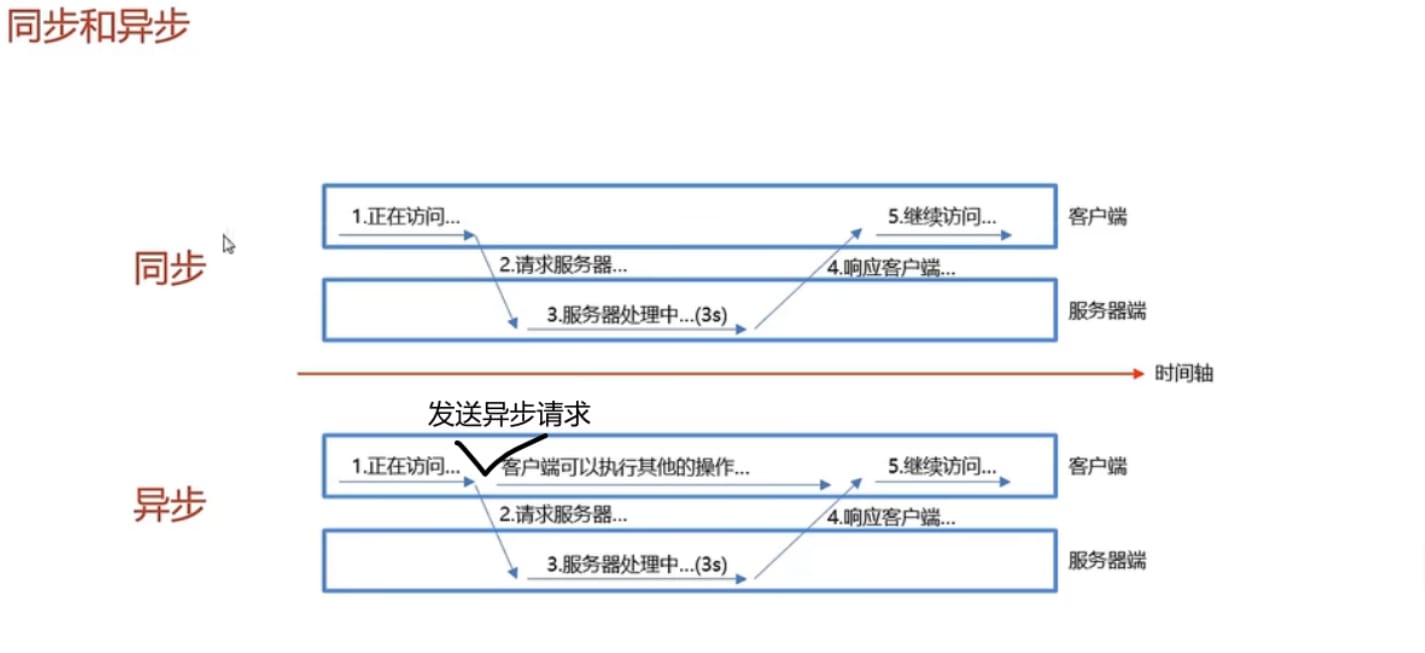 同步和异步
1.正在访问...
5.继续访问...
客户端
同步
2.请求服务器...
4.响应客户端...
3.服务器处理中...(3s)
服务器端
时间轴
发送异步请求
1.正在访问...
客户端可以执行其他的操作...
5.继续访问...
客户端
异步
2.请求服务器...
4.响应客户端...
3.服务器处理中...(3s)
服务器端